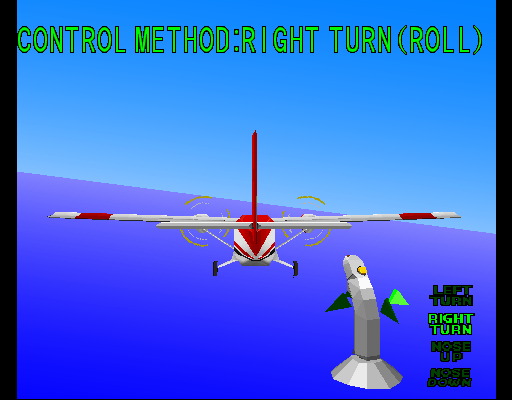 CONTROL METHOD:RIGHT TURN(ROLL)
LEFT
TURN
RIGHT
TURN
NOSE
UP
NOSE
DOWN